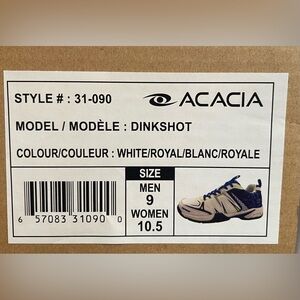 STYLE # : 31-090
ACACIA
MODEL / MODÈLE : DINKSHOT
COLOUR/COULEUR : WHITE/ROYAL/BLANC/ROYALE
SIZE
MEN
9
WOMEN
10.5
6 57083 31090 0